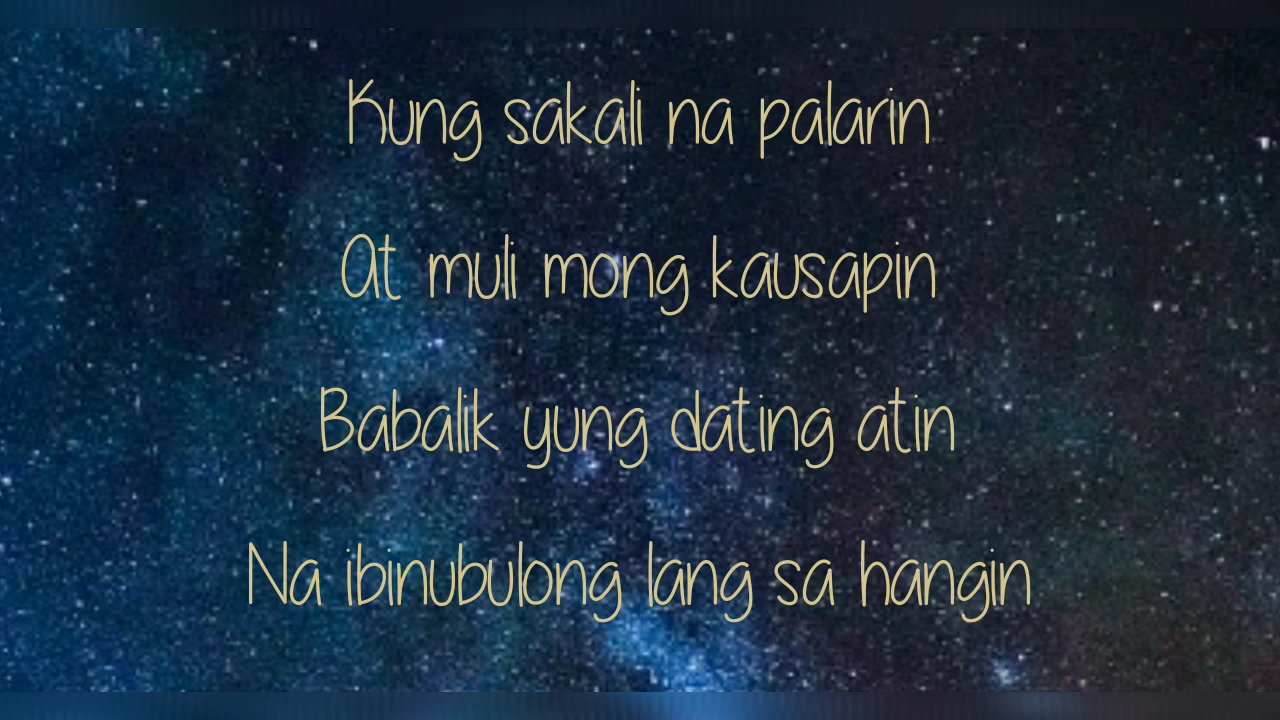 Kung sakali na palarin
At muli mong kausapin
Babalik yung dating atin
Na ibinubulong lang sa hangin